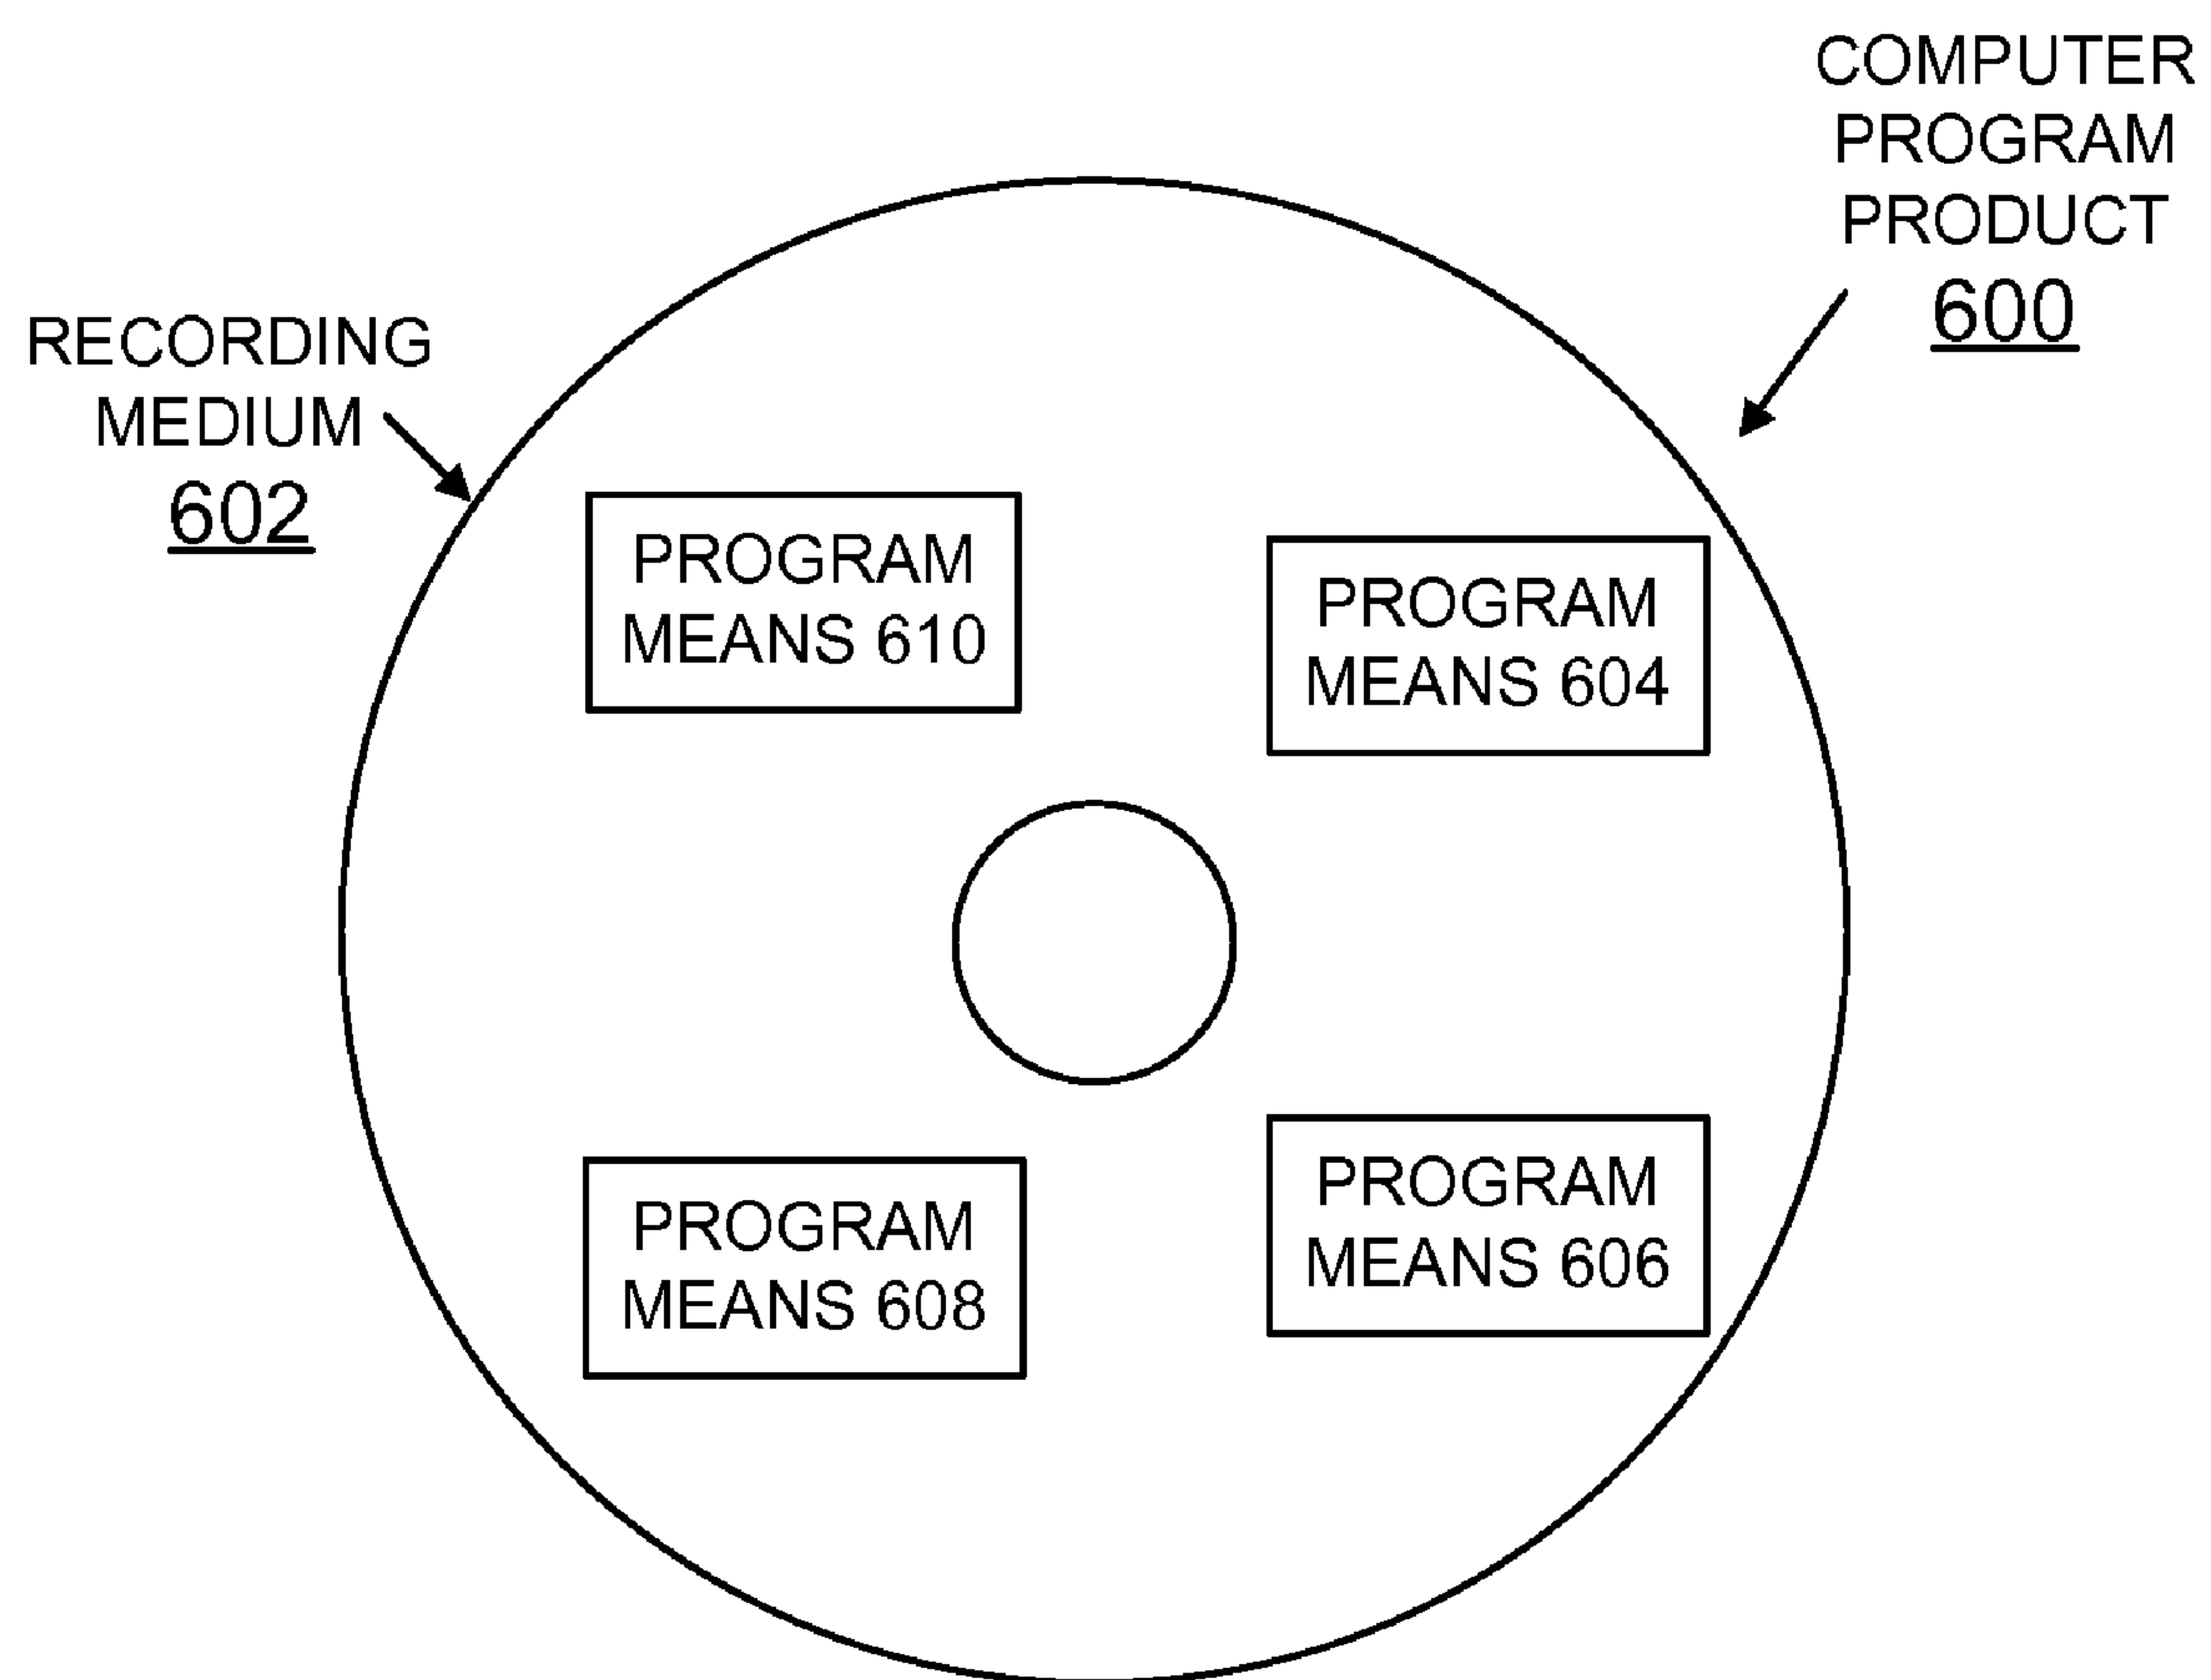 COMPUTER
PROGRAM
PRODUCT
600
RECORDING
MEDIUM
602
PROGRAM
MEANS 610
PROGRAM
MEANS 604
PROGRAM
MEANS 608
PROGRAM
MEANS 606